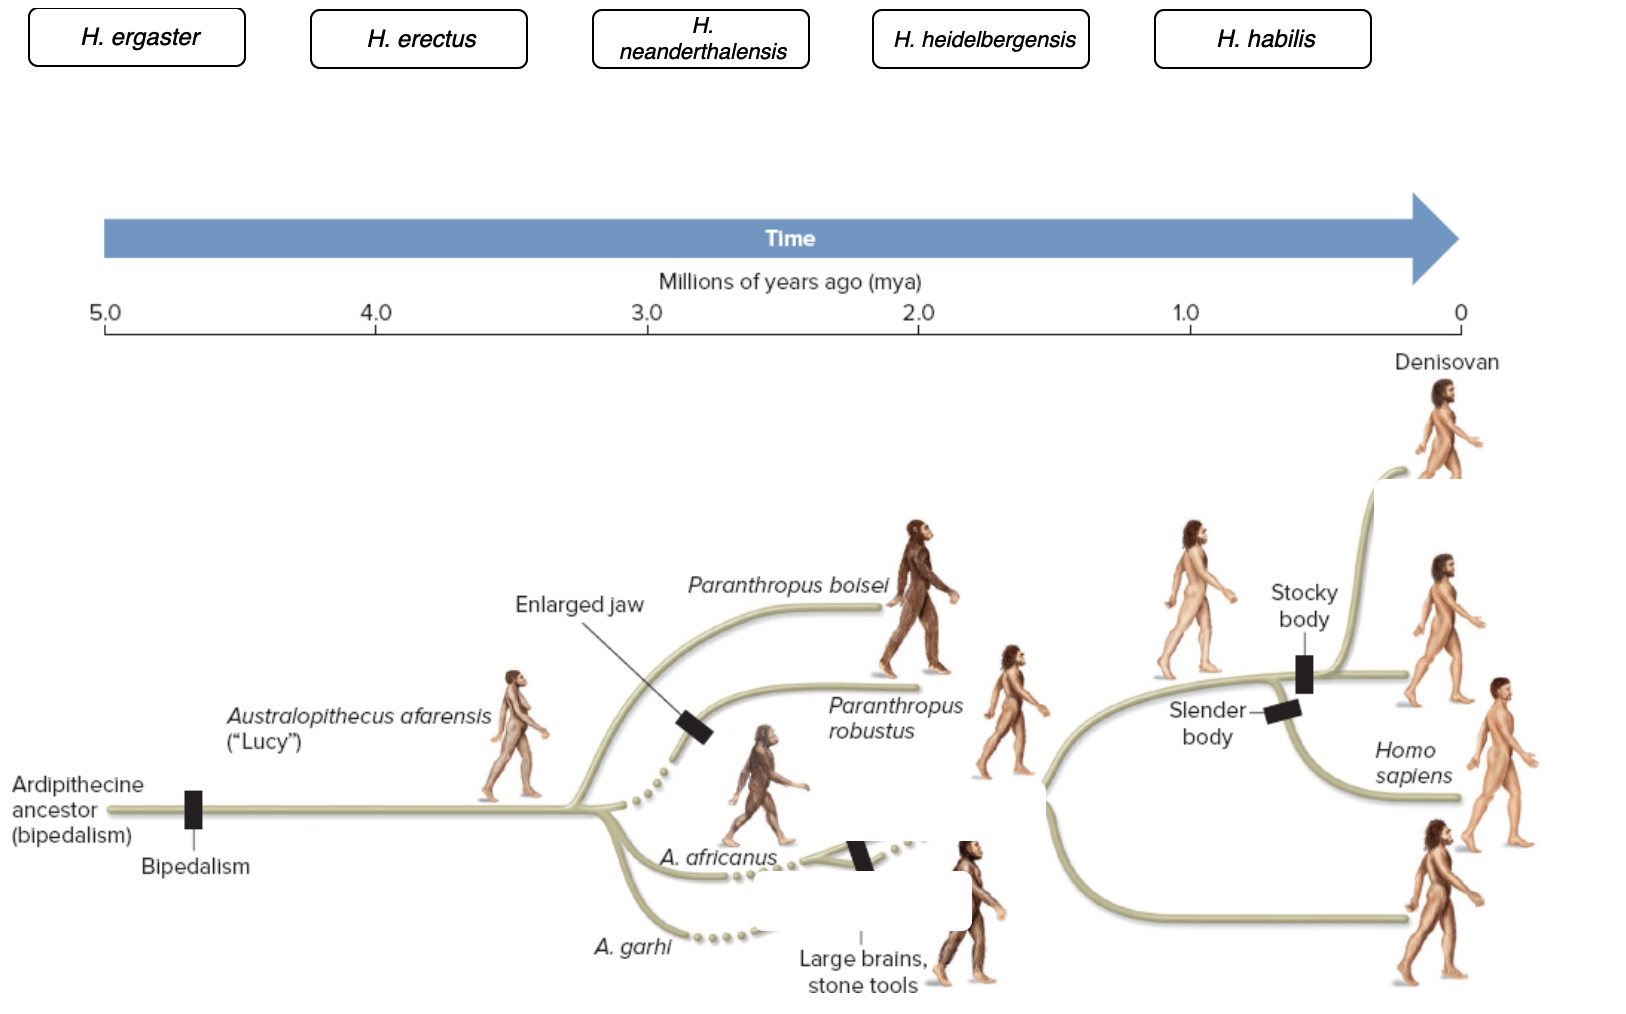 H. ergaster
H. erectus
H.
neanderthalensis
H. heidelbergensis
H. habilis
Time
Millions of years ago (mya)
5.0 4.0 3.0 2.0 1.0 0
Denisovan
Paranthropus boisei
Enlarged jaw
Stocky
body
Paranthropus
robustus
Australopithecus afarensis
("Lucy")
Slender
body
Homo
sapiens
Ardipithecine
ancestor
(bipedalism)
Bipedalism
A. africanus
A. garhi
Large brains,
stone tools